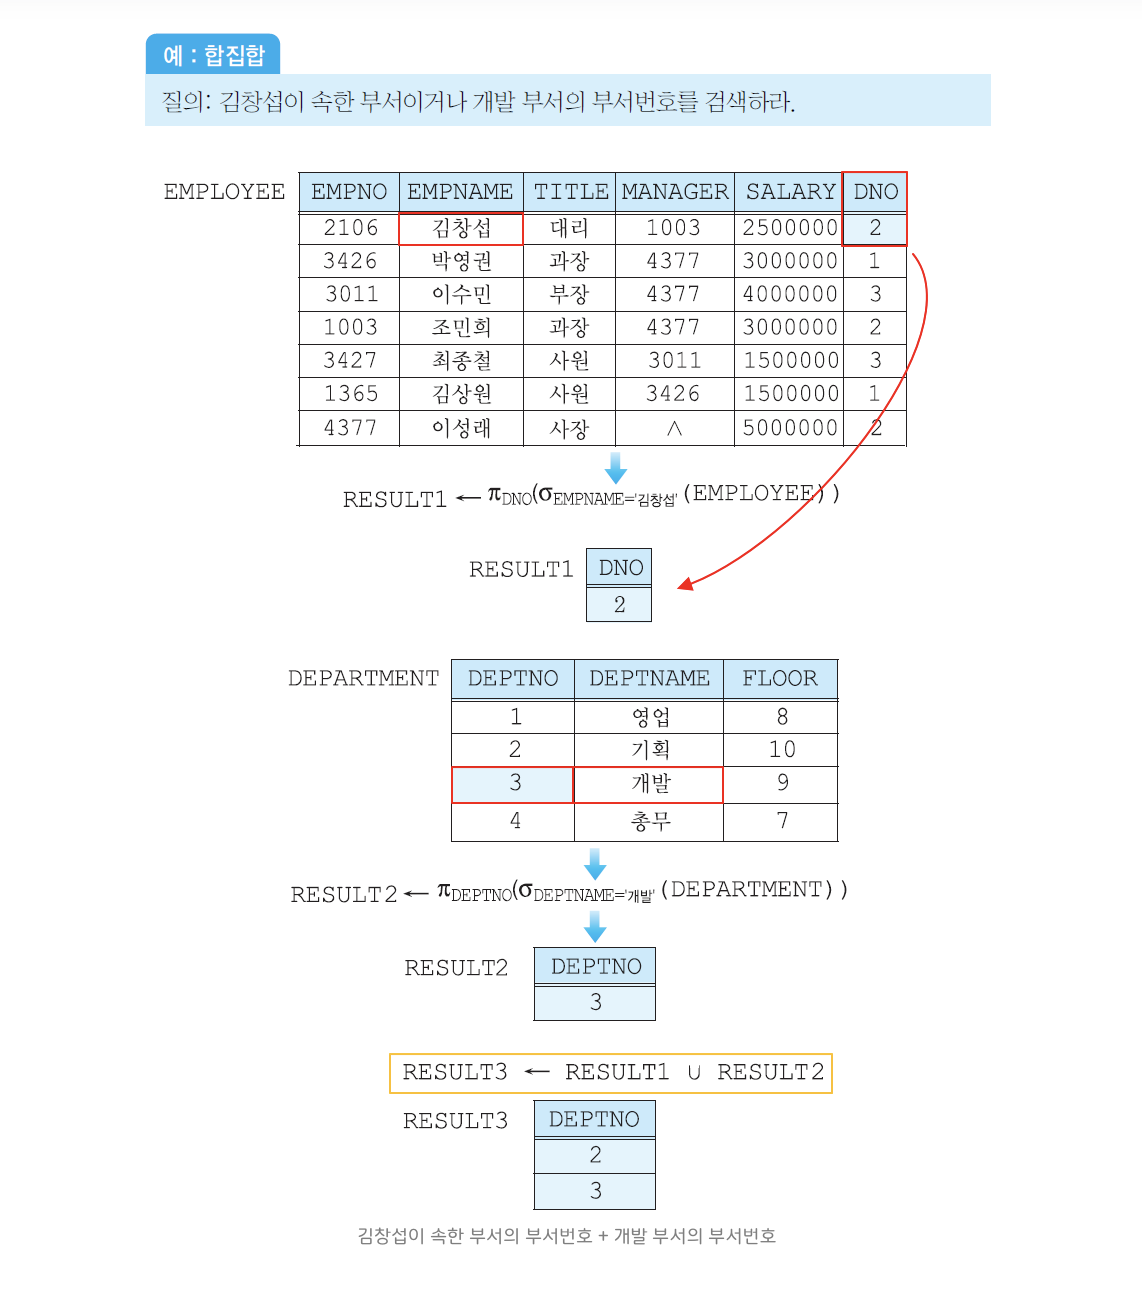 예 : 합집합
질의: 김창섭이 속한 부서이거나 개발 부서의 부서번호를 검색하라.
EMPLOYEE EMPNO EMPNAME TITLE MANAGER SALARY DNO
2106 김창섭 대리 1003 2500000 2
3426 박영권 과장 4377 3000000 1
3011 이수민 부장 4377 4000000 3
1003 조민희 과장 4377 3000000 2
3427 최종철 사원 3011 1500000 3
1365 김상원 사원 3426 1500000 1
4377 이성래 사장 ∧ 5000000 2
RESULT1 ← πDNO(σEMPNAME='김창섭' (EMPLOYEE))
RESULT1 DNO
2
DEPARTMENT DEPTNO DEPTNAME FLOOR
1 영업 8
2 기획 10
3 개발 9
4 총무 7
RESULT2 ← πDEPTNO(σDEPTNAME='개발' (DEPARTMENT))
RESULT2 DEPTNO
3
RESULT3 ← RESULT1 ∪ RESULT2
RESULT3 DEPTNO
2
3
김창섭이 속한 부서의 부서번호 + 개발 부서의 부서번호